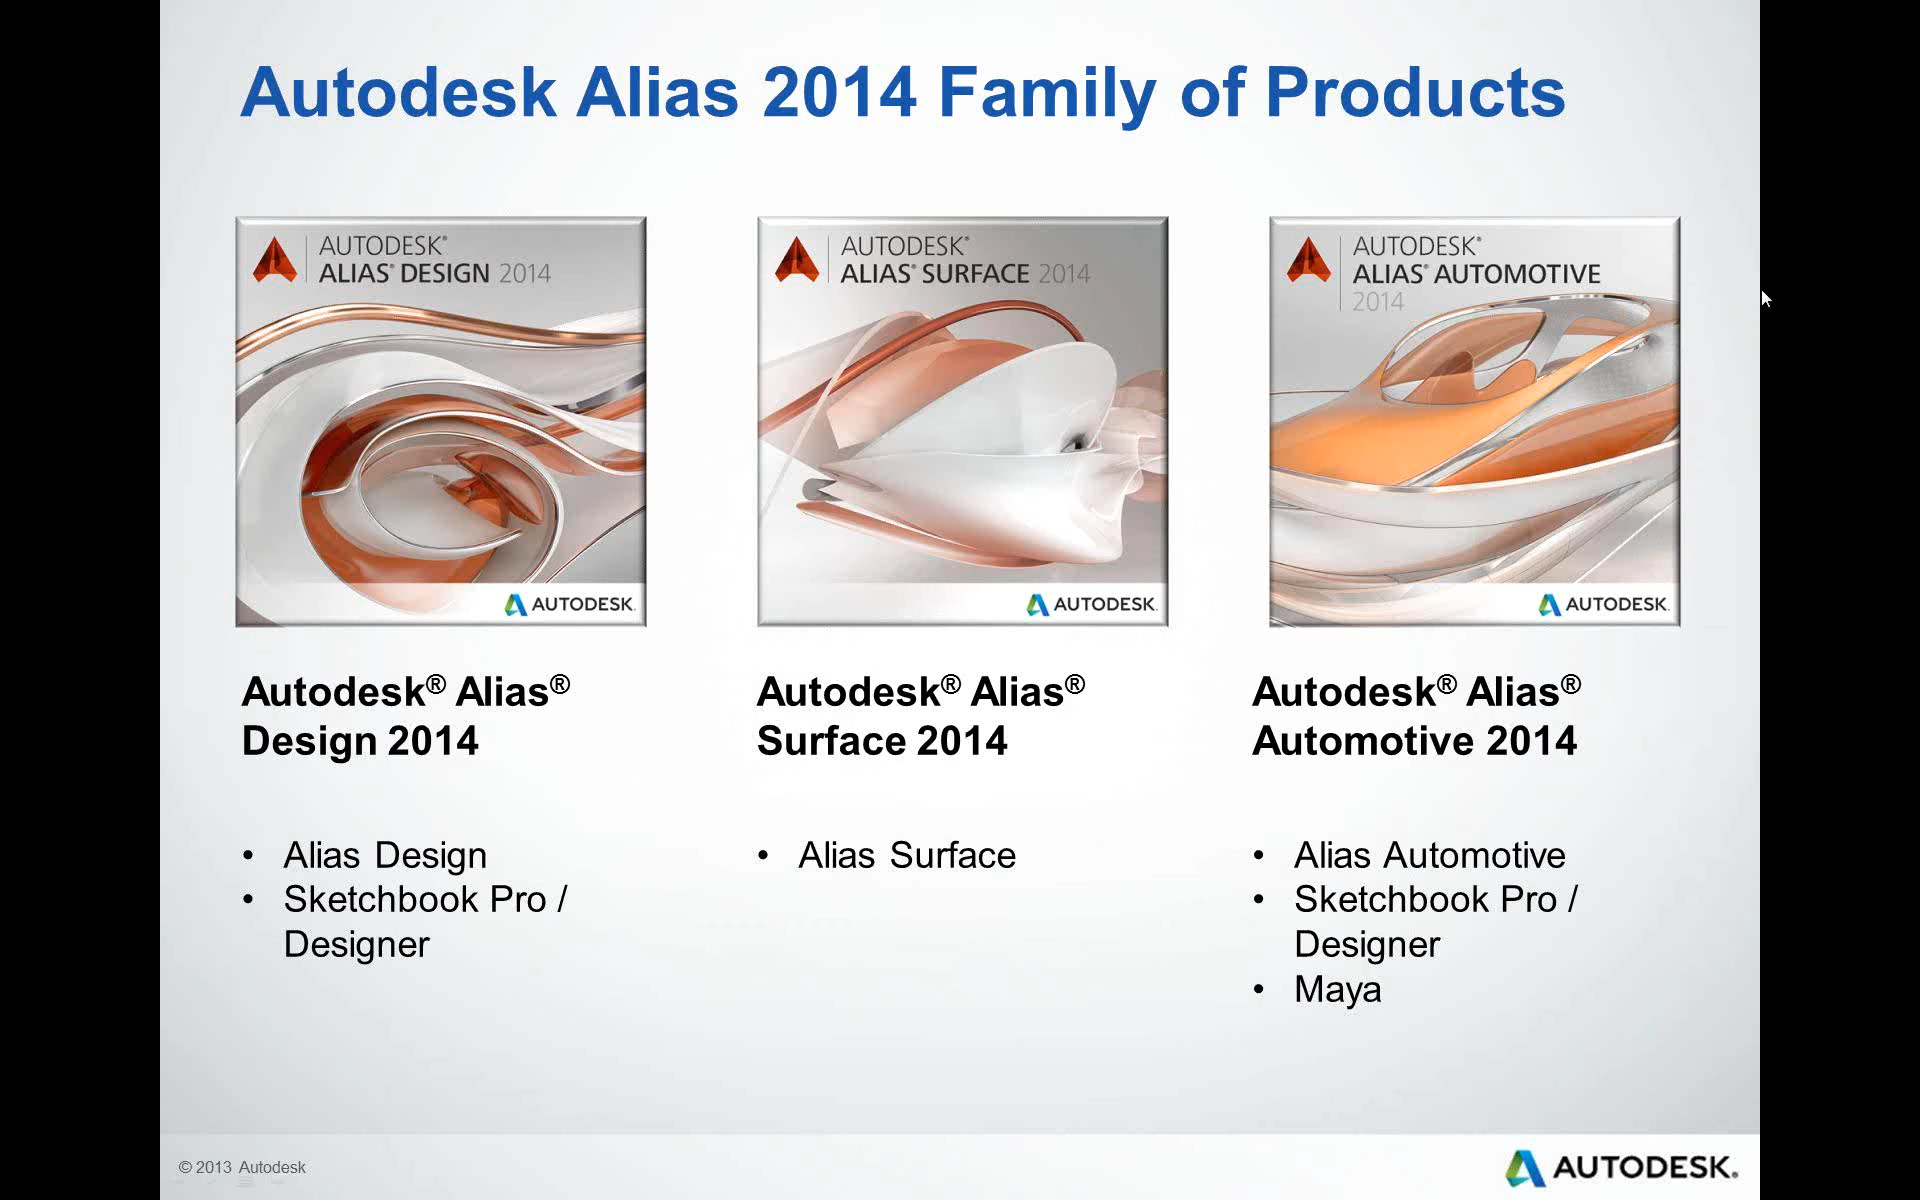 Autodesk Alias 2014 Family of Products
AUTODESK®
ALIAS® DESIGN 2014
AUTODESK.
AUTODESK®
ALIAS® SURFACE 2014
AUTODESK.
AUTODESK®
ALIAS® AUTOMOTIVE
2014
AUTODESK.
Autodesk® Alias®
Design 2014
• Alias Design
• Sketchbook Pro /
Designer
Autodesk® Alias®
Surface 2014
• Alias Surface
Autodesk® Alias®
Automotive 2014
• Alias Automotive
• Sketchbook Pro /
Designer
• Maya
© 2013 Autodesk
AUTODESK.